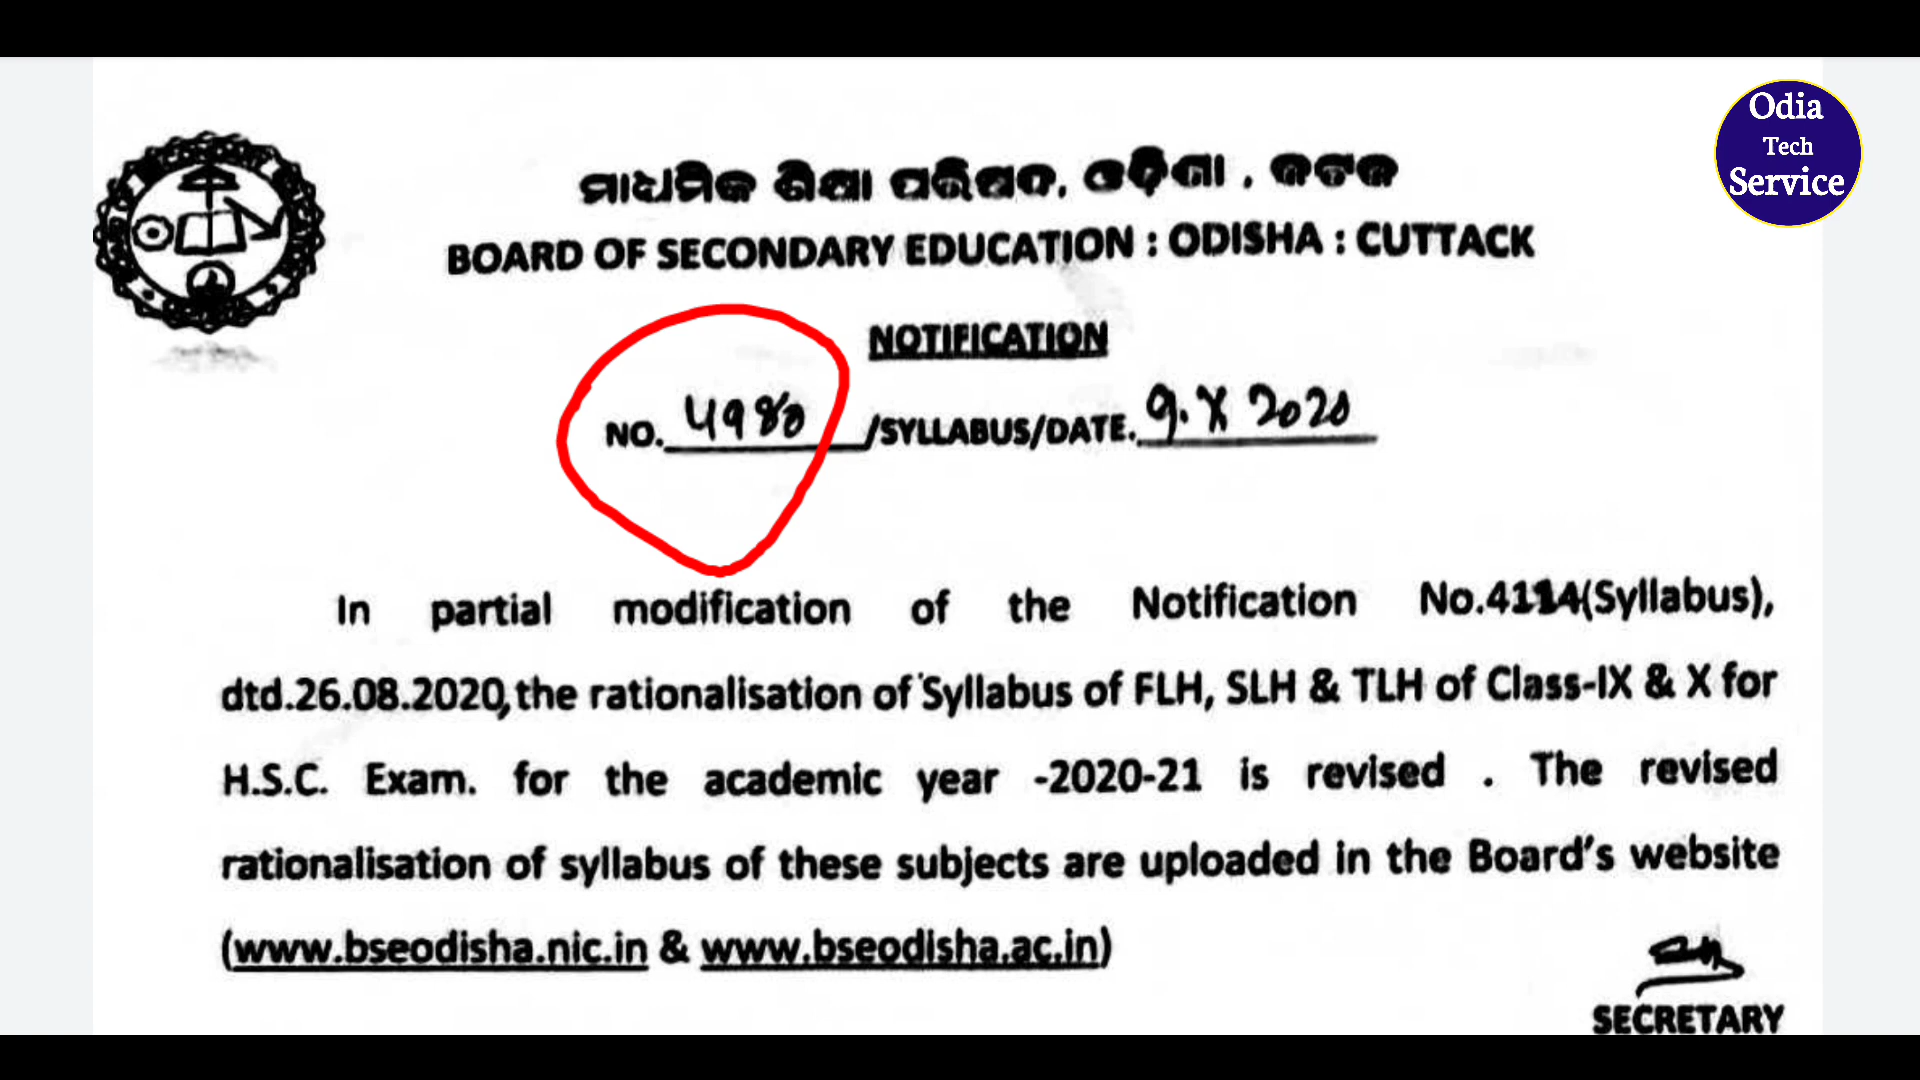 Odia
Tech
Service
ମାଧ୍ୟମିକ ଶିକ୍ଷା ପରିଷଦ, ଓଡ଼ିଶା, କଟକ
BOARD OF SECONDARY EDUCATION : ODISHA : CUTTACK
NOTIFICATION
NO. 4980 /SYLLABUS/DATE. 9.X 2020
In partial modification of the Notification No.4114(Syllabus),
dtd.26.08.2020,the rationalisation of Syllabus of FLH, SLH & TLH of Class-IX & X for
H.S.C. Exam. for the academic year -2020-21 is revised . The revised
rationalisation of syllabus of these subjects are uploaded in the Board's website
(www.bseodisha.nic.in & www.bseodisha.ac.in)
SECRETARY